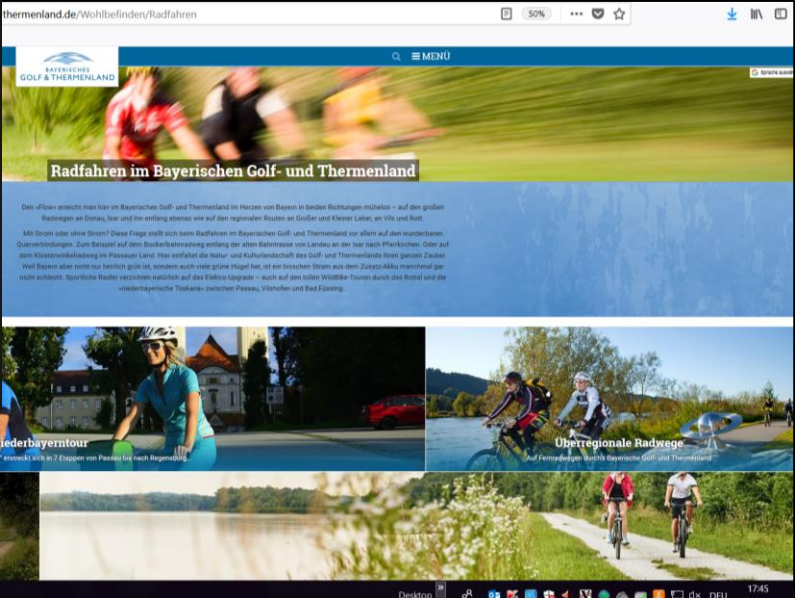 thermenland.de/Wohlbefinden/Radfahren
50%
MENÜ
BAYERISCHES
GOLF & THERMENLAND
Radfahren im Bayerischen Golf- und Thermenland
Den »Flow« erreicht man hier im Bayerischen Golf- und Thermenland im Herzen von Bayern in beiden Richtungen mühelos – auf den großen
Radwegen an Donau, Isar und Inn entlang ebenso wie auf den regionalen Routen an Großer und Kleiner Laber, an Vils und Rott.
Mit Strom oder ohne Strom? Diese Frage stellt sich beim Radfahren im Bayerischen Golf- und Thermenland vor allem auf den wunderbaren
Querverbindungen. Zum Beispiel auf dem Bockerlbahnradweg entlang der alten Bahntrasse von Landau an der Isar nach Pfarrkirchen. Oder auf
dem Klosterwinkelradweg im Passauer Land. Hier entfaltet die Natur- und Kulturlandschaft des Golf- und Thermenlands ihren ganzen Zauber.
Weil Bayern aber nicht nur herrlich grün ist, sondern auch viele grüne Hügel hat, ist ein bisschen Strom aus dem Zusatz-Akku manchmal gar
nicht schlecht. Sportliche Radler verzichten natürlich auf das Elektro-Upgrade – auch auf den tollen WildBike-Touren durch das Rottal und die
»niederbayerische Toskana« zwischen Passau, Vilshofen und Bad Füssing.
iederbayerntour
" erstreckt sich in 7 Etappen von Passau bis nach Regensburg.
Überregionale Radwege
Auf Fernradwegen durch's Bayerische Golf- und Thermenland
Desktop
DEU
17:45